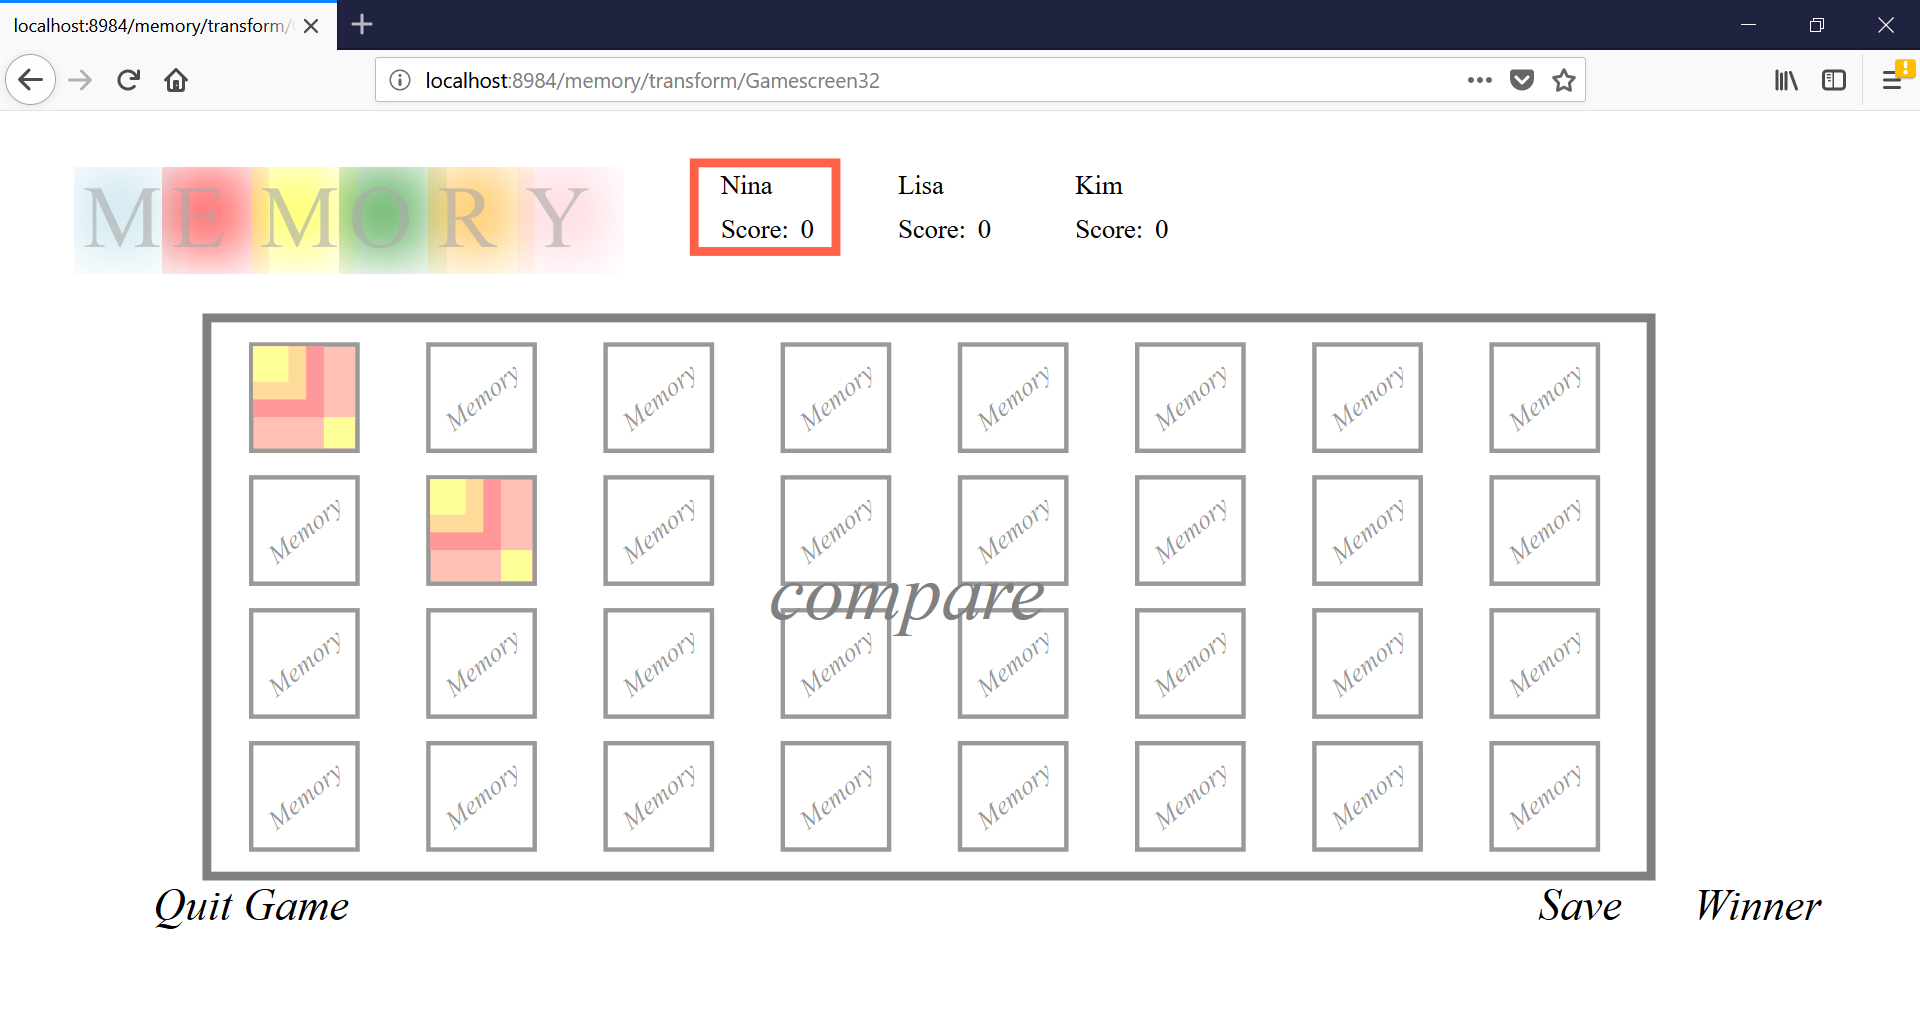 localhost:8984/memory/transform/
localhost:8984/memory/transform/Gamescreen32
MEMORY
Nina Lisa Kim
Score: 0 Score: 0 Score: 0
Memory Memory Memory Memory Memory Memory Memory
Memory Memory Memory Memory Memory Memory Memory
compare
Memory Memory Memory Memory Memory Memory Memory Memory
Memory Memory Memory Memory Memory Memory Memory Memory
Quit Game Save Winner